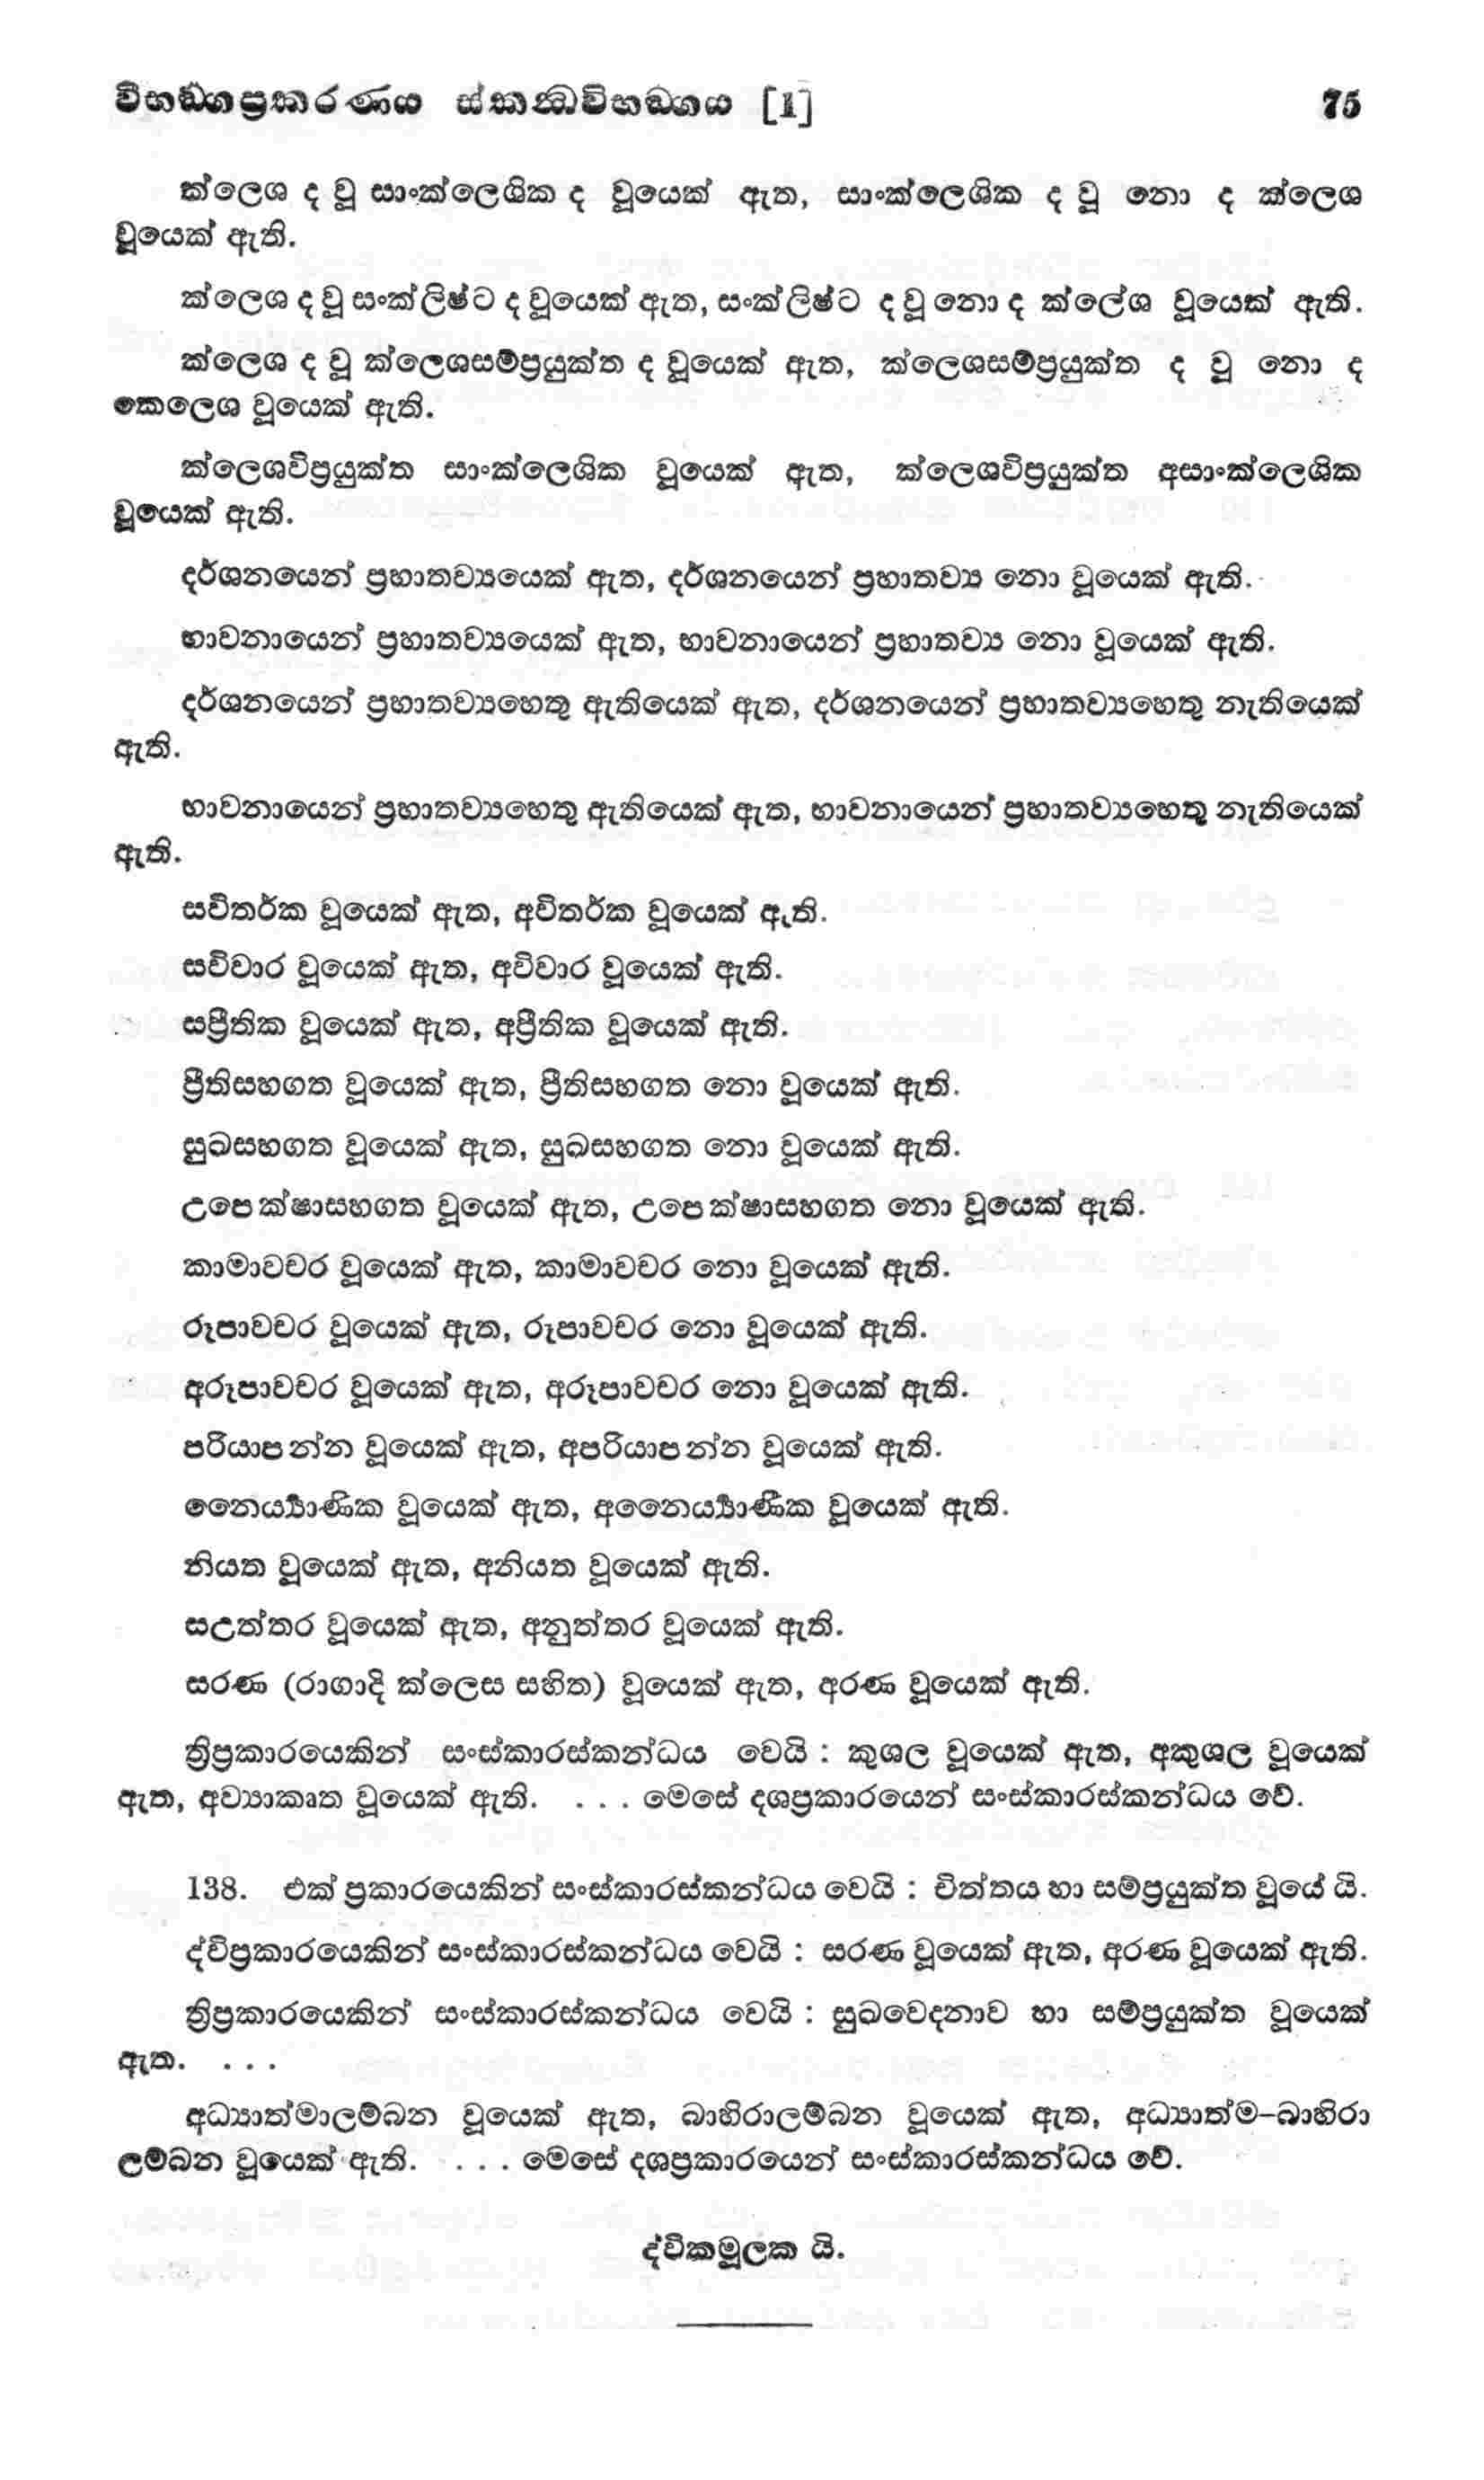 විභඞ්ගප්‍රකරණය ස්කන්‍ධවිභඞ්ගය [1] 75
ක්ලෙශ ද වූ සාංක්ලෙශික ද වූයෙක් ඇත, සාංක්ලෙශික ද වූ නො ද ක්ලෙශ
වූයෙක් ඇති.
ක්ලෙශ ද වූ සංක්ලිෂ්ට ද වූයෙක් ඇත, සංක්ලිෂ්ට ද වූ නො ද ක්ලේශ වූයෙක් ඇති.
ක්ලෙශ ද වූ ක්ලෙශසම්ප්‍රයුක්ත ද වූයෙක් ඇත, ක්ලෙශසම්ප්‍රයුක්ත ද වූ නො ද
කෙලෙශ වූයෙක් ඇති.
ක්ලෙශවිප්‍රයුක්ත සාංක්ලෙශික වූයෙක් ඇත, ක්ලෙශවිප්‍රයුක්ත අසාංක්ලෙශික
වූයෙක් ඇති.
දර්ශනයෙන් ප්‍රහාතව්‍යයෙක් ඇත, දර්ශනයෙන් ප්‍රහාතව්‍ය නො වූයෙක් ඇති.
භාවනායෙන් ප්‍රහාතව්‍යයෙක් ඇත, භාවනායෙන් ප්‍රහාතව්‍ය නො වූයෙක් ඇති.
දර්ශනයෙන් ප්‍රහාතව්‍යහෙතු ඇතියෙක් ඇත, දර්ශනයෙන් ප්‍රහාතව්‍යහෙතු නැතියෙක්
ඇති.
භාවනායෙන් ප්‍රහාතව්‍යහෙතු ඇතියෙක් ඇත, භාවනායෙන් ප්‍රහාතව්‍යහෙතු නැතියෙක්
ඇති.
සවිතර්ක වූයෙක් ඇත, අවිතර්ක වූයෙක් ඇති.
සවිචාර වූයෙක් ඇත, අවිචාර වූයෙක් ඇති.
සප්‍රීතික වූයෙක් ඇත, අප්‍රීතික වූයෙක් ඇති.
ප්‍රීතිසහගත වූයෙක් ඇත, ප්‍රීතිසහගත නො වූයෙක් ඇති.
සුඛසහගත වූයෙක් ඇත, සුඛසහගත නො වූයෙක් ඇති.
උපෙක්ෂාසහගත වූයෙක් ඇත, උපෙක්ෂාසහගත නො වූයෙක් ඇති.
කාමාවචර වූයෙක් ඇත, කාමාවචර නො වූයෙක් ඇති.
රූපාවචර වූයෙක් ඇත, රූපාවචර නො වූයෙක් ඇති.
අරූපාවචර වූයෙක් ඇත, අරූපාවචර නො වූයෙක් ඇති.
පරියාපන්න වූයෙක් ඇත, අපරියාපන්න වූයෙක් ඇති.
නෛර්‍ය්‍යාණික වූයෙක් ඇත, අනෛර්‍ය්‍යාණික වූයෙක් ඇති.
නියත වූයෙක් ඇත, අනියත වූයෙක් ඇති.
සඋත්තර වූයෙක් ඇත, අනුත්තර වූයෙක් ඇති.
සරණ (රාගාදි ක්ලෙස සහිත) වූයෙක් ඇත, අරණ වූයෙක් ඇති.
ත්‍රිප්‍රකාරයෙකින් සංස්කාරස්කන්ධය වෙයි : කුශල වූයෙක් ඇත, අකුශල වූයෙක්
ඇත, අව්‍යාකෘත වූයෙක් ඇති. . . . මෙසේ දශප්‍රකාරයෙන් සංස්කාරස්කන්ධය වේ.
138. එක් ප්‍රකාරයෙකින් සංස්කාරස්කන්ධය වෙයි : චිත්තය හා සම්ප්‍රයුක්ත වූයේ යි.
ද්විප්‍රකාරයෙකින් සංස්කාරස්කන්ධය වෙයි : සරණ වූයෙක් ඇත, අරණ වූයෙක් ඇති.
ත්‍රිප්‍රකාරයෙකින් සංස්කාරස්කන්ධය වෙයි : සුඛවෙදනාව හා සම්ප්‍රයුක්ත වූයෙක්
ඇත. . . .
අධ්‍යාත්මාලම්බන වූයෙක් ඇත, බාහිරාලම්බන වූයෙක් ඇත, අධ්‍යාත්ම-බාහිරා
ලම්බන වූයෙක් ඇති. . . . මෙසේ දශප්‍රකාරයෙන් සංස්කාරස්කන්ධය වේ.
ද්විකමූලක යි.